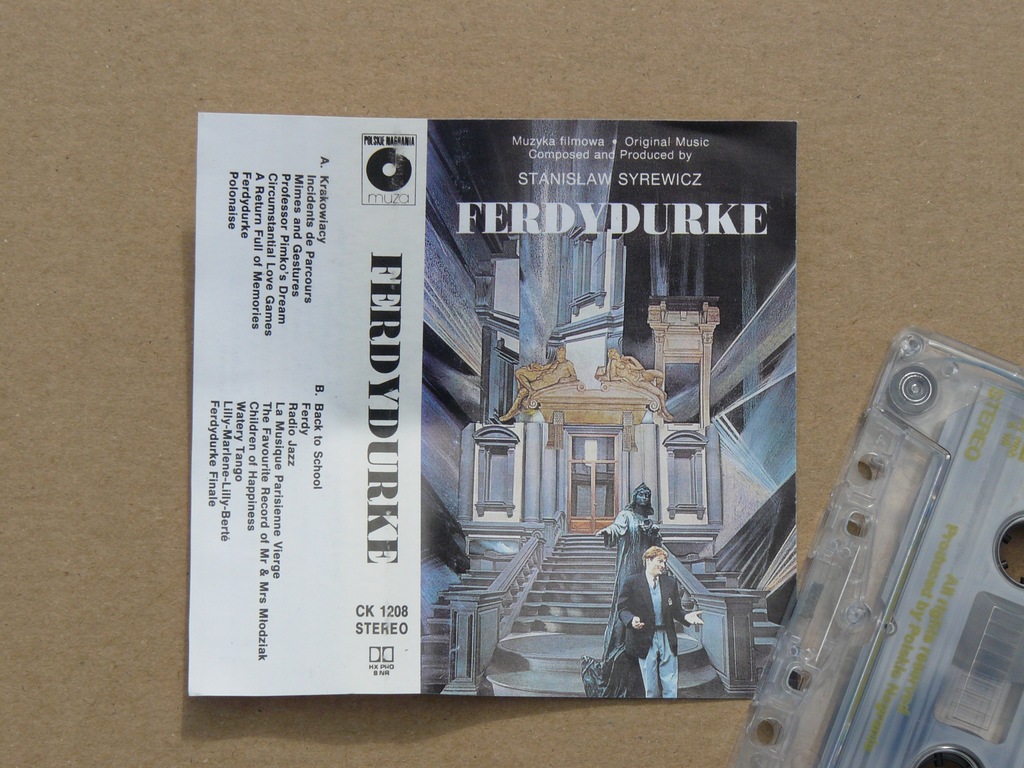 Muzyka filmowa • Original Music
Composed and Produced by
STANISŁAW SYREWICZ
FERDYDURKE
POLSKIE NAGRANIA
muza
FERDYDURKE
CK 1208
STEREO
HX PRO
B NR
A. Krakowiacy
Incidents de Parcours
Mimes and Gestures
Professor Pimko's Dream
Circumstantial Love Games
A Return Full of Memories
Ferdydurke
Polonaise
B. Back to School
Ferdy
Radio Jazz
La Musique Parisienne Vierge
The Favourite Record of Mr & Mrs Młodziak
Children of Happiness
Watery Tango
Lilly-Marlene-Lilly-Berté
Ferdydurke Finale
STEREO
All rights reserved
Produced by Polskie Nagrania